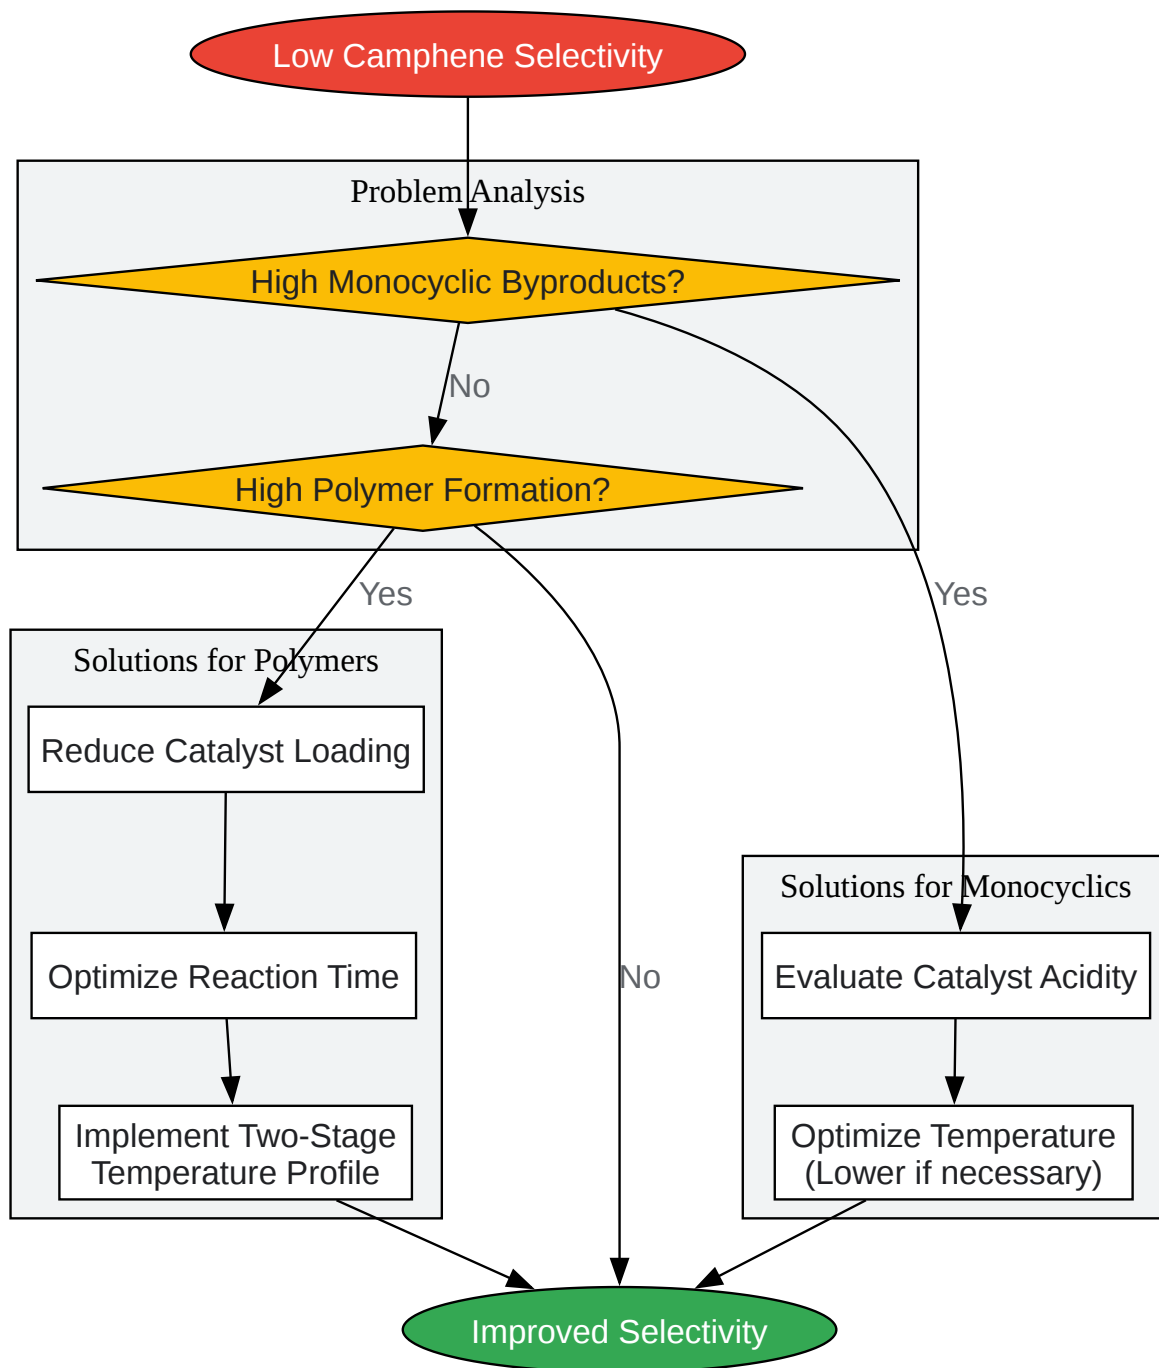 Low Camphene Selectivity
Problem Analysis
High Monocyclic Byproducts?
No
High Polymer Formation?
Yes
Yes
Solutions for Polymers
Reduce Catalyst Loading
Solutions for Monocyclics
Optimize Reaction Time
No
Evaluate Catalyst Acidity
Implement Two-Stage
Temperature Profile
Optimize Temperature
(Lower if necessary)
Improved Selectivity